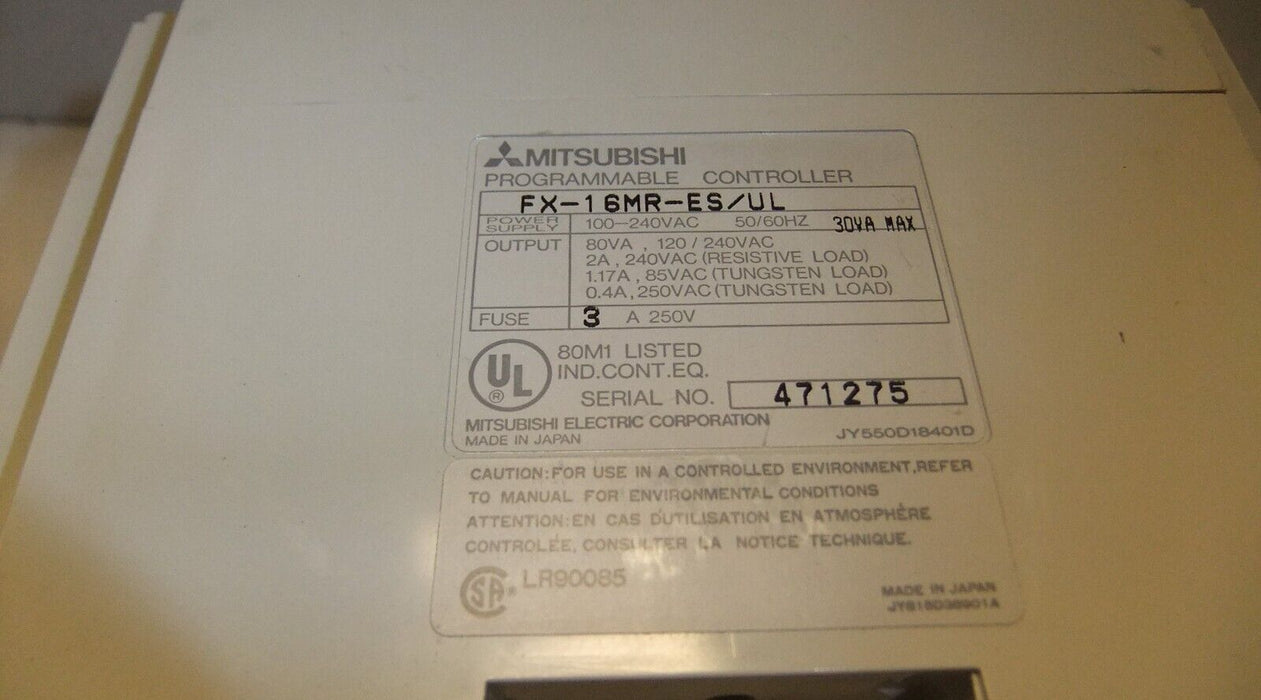 MITSUBISHI
PROGRAMMABLE CONTROLLER
FX-16MR-ES/UL
POWER SUPPLY 100-240VAC 50/60HZ 30VA MAX
OUTPUT 80VA , 120 / 240VAC
2A , 240VAC (RESISTIVE LOAD)
1.17A , 85VAC (TUNGSTEN LOAD)
0.4A , 250VAC (TUNGSTEN LOAD)
FUSE 3 A 250V
UL ® 80M1 LISTED
IND.CONT.EQ.
SERIAL NO. 471275
MITSUBISHI ELECTRIC CORPORATION
MADE IN JAPAN JY550D18401D
CAUTION:FOR USE IN A CONTROLLED ENVIRONMENT,REFER
TO MANUAL FOR ENVIRONMENTAL CONDITIONS
ATTENTION:EN CAS D'UTILISATION EN ATMOSPHÈRE
CONTROLÉE, CONSULTER LA NOTICE TECHNIQUE.
SA ® LR90085
MADE IN JAPAN